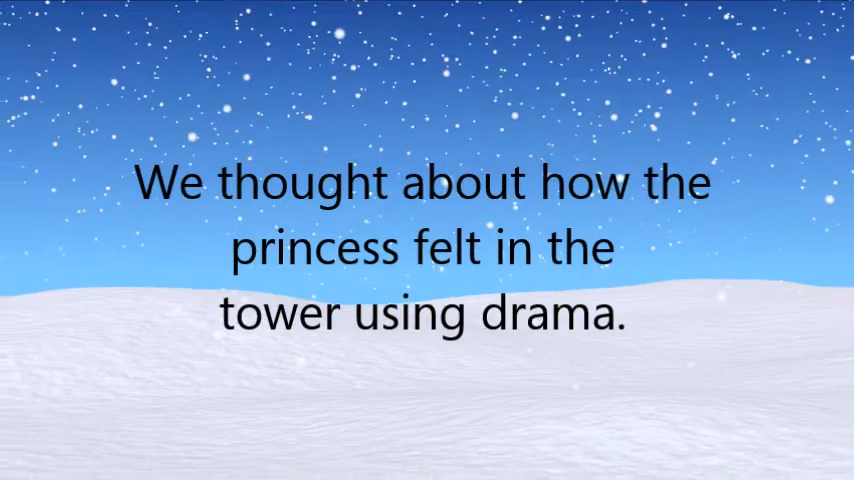 We thought about how the
princess felt in the
tower using drama.